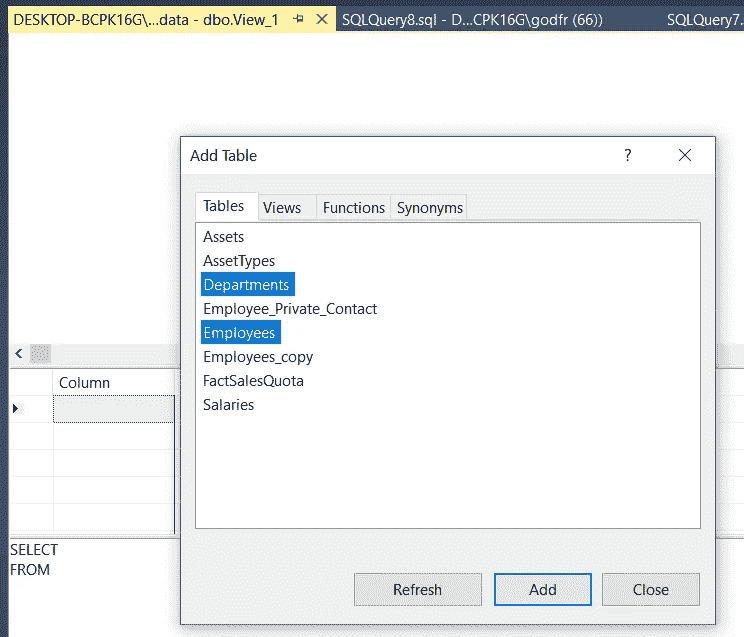 DESKTOP-BCPK16G\...data - dbo.View_1 SQLQuery8.sql - D...CPK16G\godfr (66)) SQLQuery7.
Add Table ?
Tables Views Functions Synonyms
Assets
AssetTypes
Departments
Employee_Private_Contact
Employees
Employees_copy
FactSalesQuota
Salaries
Column
SELECT
FROM
Refresh Add Close